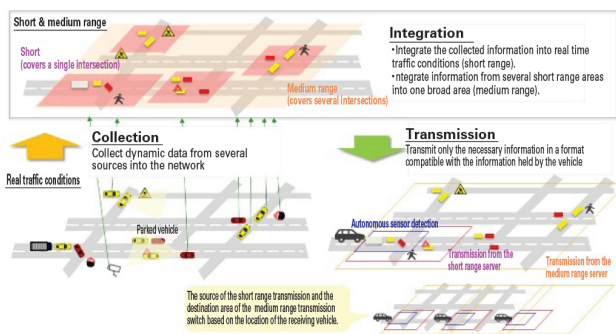 Short & medium range
Short
(covers a single intersection)
Medium range
(covers several intersections)
Integration
•Integrate the collected information into real time
traffic conditions (short range).
•ntegrate information from several short range areas
into one broad area (medium range).
Collection
Collect dynamic data from several
sources into the network
Transmission
Transmit only the necessary information in a format
compatible with the information held by the vehicle
Real traffic conditions
Parked vehicle
Autonomous sensor detection
Transmission from the
short range server
Transmission from the
medium range server
The source of the short range transmission and the
destination area of the medium range transmission
switch based on the location of the receiving vehicle.